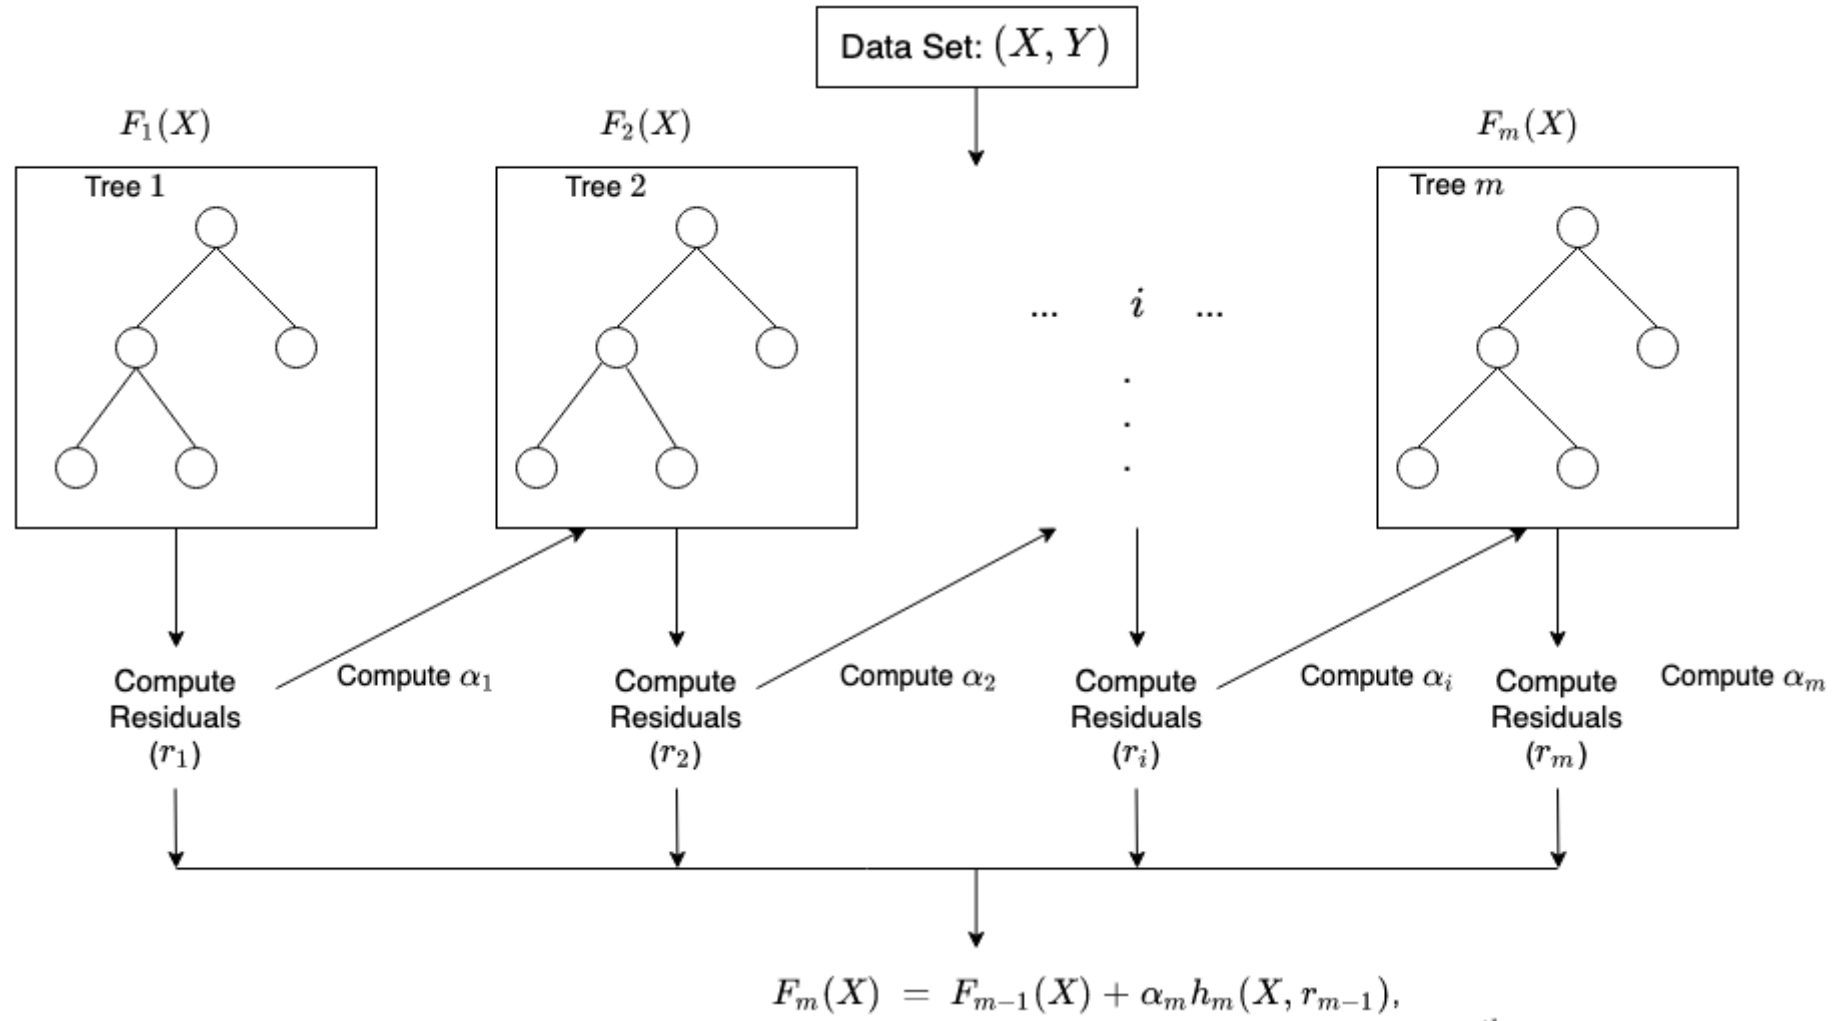 Data Set: (X, Y)
F₁(X)
F₂(X)
Fₘ(X)
Tree 1
Tree 2
Tree m
... i ...
.
.
.
Compute
Residuals
(r₁)
Compute α₁
Compute
Residuals
(r₂)
Compute α₂
Compute
Residuals
(rᵢ)
Compute αᵢ
Compute
Residuals
(rₘ)
Compute αₘ
Fₘ(X) = Fₘ₋₁(X) + αₘhₘ(X, rₘ₋₁),